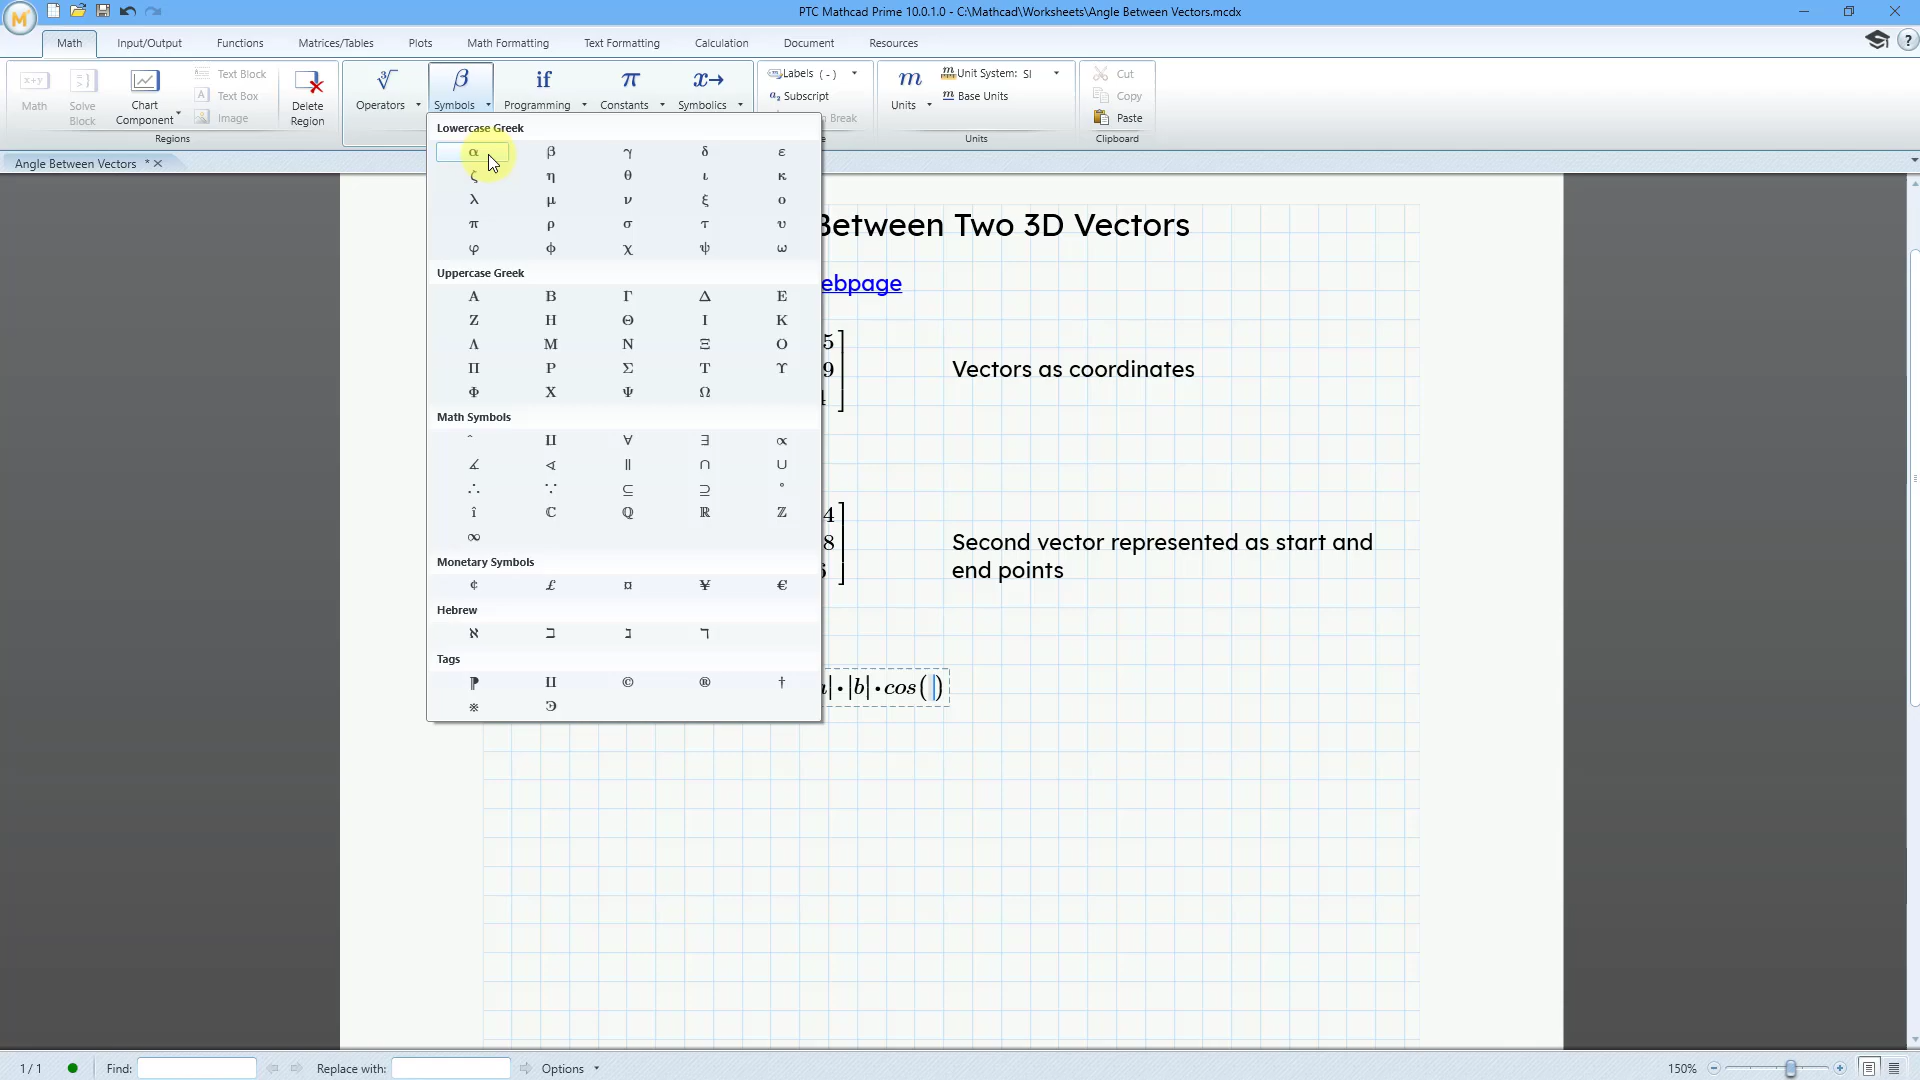 PTC Mathcad Prime 10.0.1.0 - C:\Mathcad\Worksheets\Angle Between Vectors.mcdx
Math Input/Output Functions Matrices/Tables Plots Math Formatting Text Formatting Calculation Document Resources
Math
Solve Block
Chart Component
Text Block
Text Box
Image
Delete Region
Regions
Operators
Symbols
Programming
Constants
Symbolics
Labels (-)
Subscript
Break
Units
Unit System: SI
Base Units
Units
Cut
Copy
Paste
Clipboard
Angle Between Vectors *
Lowercase Greek
α β γ δ ε
ζ η θ ι κ
λ μ ν ξ ο
π ρ σ τ υ
φ ϕ χ ψ ω
Uppercase Greek
Α Β Γ Δ Ε
Ζ Η Θ Ι Κ
Λ Μ Ν Ξ Ο
Π Ρ Σ Τ ϒ
Φ Χ Ψ Ω
Math Symbols
ˆ ∐ ∀ ∃ ∝
∡ ∢ ∥ ∩ ∪
∴ ∵ ⊆ ⊇ °
î ℂ ℚ ℝ ℤ
∞
Monetary Symbols
¢ £ ¤ ¥ €
Hebrew
ℵ ℶ ℷ ℸ
Tags
⁋ ∐ © ® †
※
Between Two 3D Vectors
ebpage
5
9
Vectors as coordinates
4
8
Second vector represented as start and
end points
|·|b|·cos( )
1 / 1 Find: Replace with: Options 150%